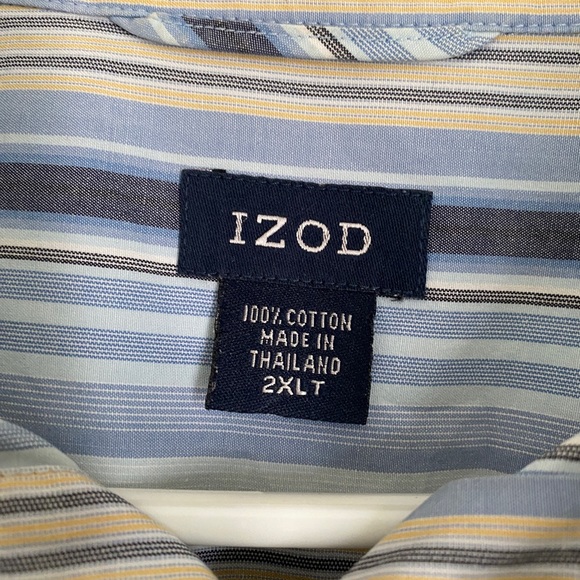 IZOD
100% COTTON
MADE IN
THAILAND
2XLT